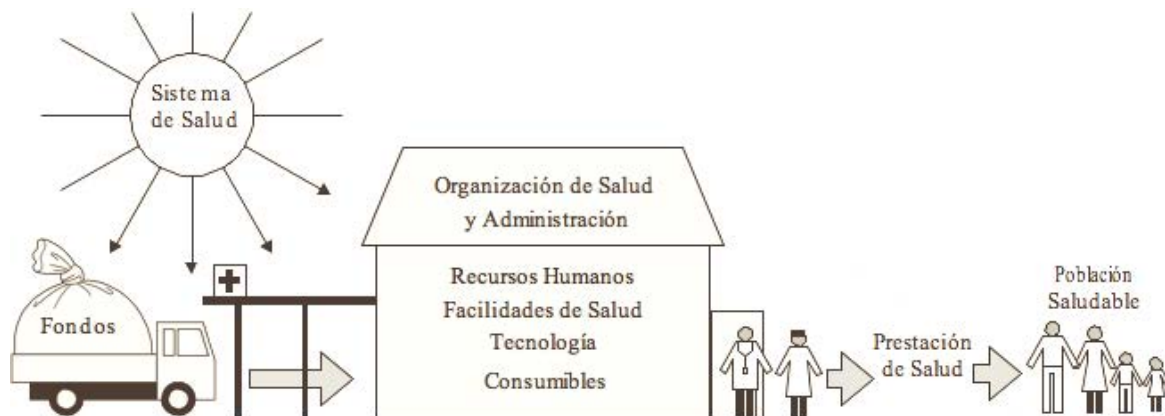 Sistema
de Salud
Fondos
Organización de Salud
y Administración
Recursos Humanos
Facilidades de Salud
Tecnología
Consumibles
Prestación
de Salud
Población
Saludable